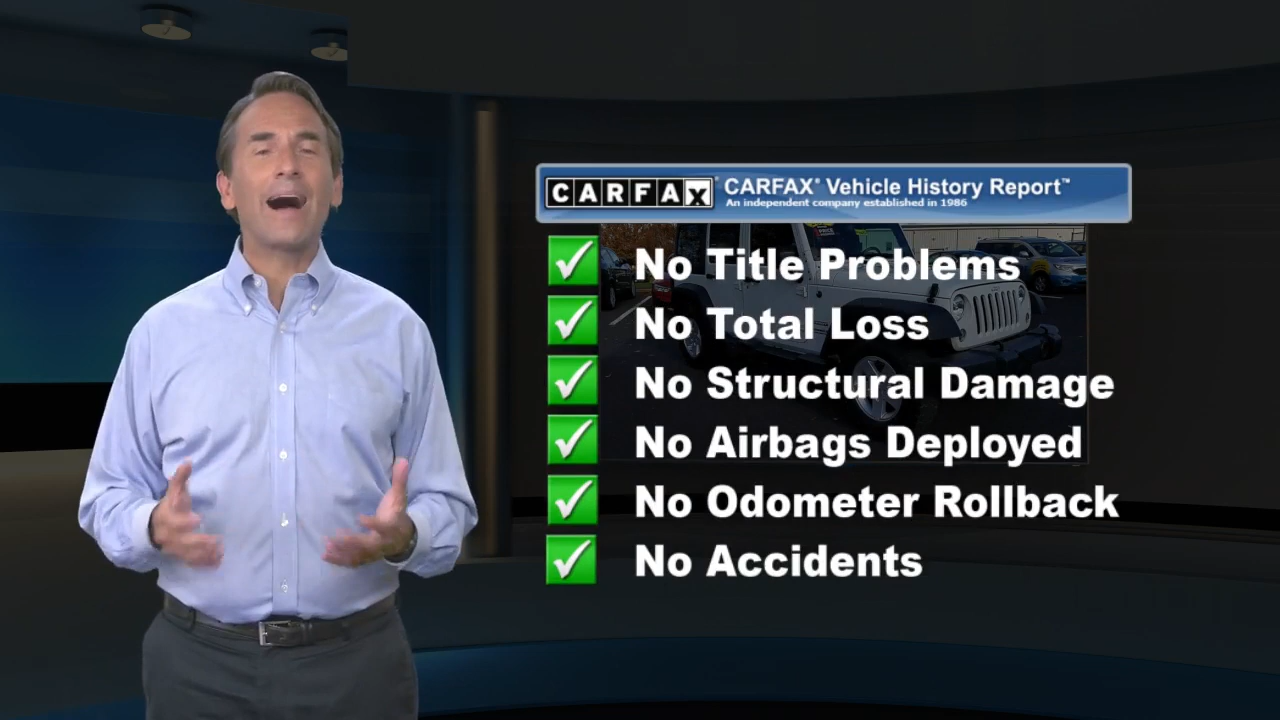 CARFAX® CARFAX® Vehicle History Report™
An independent company established in 1986
No Title Problems
No Total Loss
No Structural Damage
No Airbags Deployed
No Odometer Rollback
No Accidents